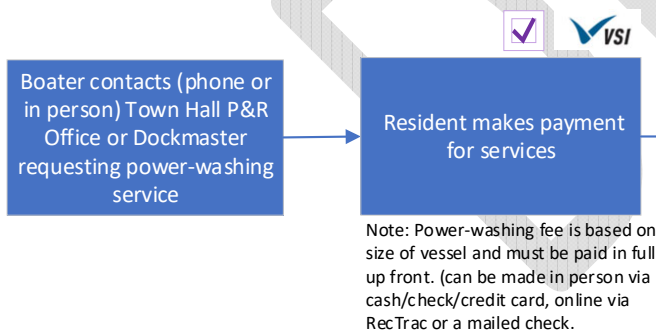 VSI
Boater contacts (phone or
in person) Town Hall P&R
Office or Dockmaster
requesting power-washing
service
Resident makes payment
for services
Note: Power-washing fee is based on
size of vessel and must be paid in full
up front. (can be made in person via
cash/check/credit card, online via
RecTrac or a mailed check.